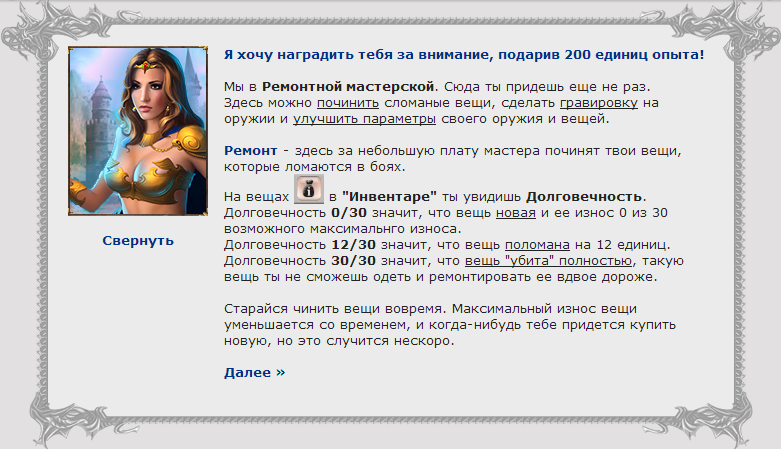 Я хочу наградить тебя за внимание, подарив 200 единиц опыта!
Мы в Ремонтной мастерской. Сюда ты придешь еще не раз.
Здесь можно починить сломаные вещи, сделать гравировку на
оружии и улучшить параметры своего оружия и вещей.
Ремонт - здесь за небольшую плату мастера починят твои вещи,
которые ломаются в боях.
На вещах в "Инвентаре" ты увидишь Долговечность.
Долговечность 0/30 значит, что вещь новая и ее износ 0 из 30
возможного максимальнго износа.
Долговечность 12/30 значит, что вещь поломана на 12 единиц.
Долговечность 30/30 значит, что вещь "убита" полностью, такую
вещь ты не сможешь одеть и ремонтировать ее вдвое дороже.
Старайся чинить вещи вовремя. Максимальный износ вещи
уменьшается со временем, и когда-нибудь тебе придется купить
новую, но это случится нескоро.
Далее »
Свернуть